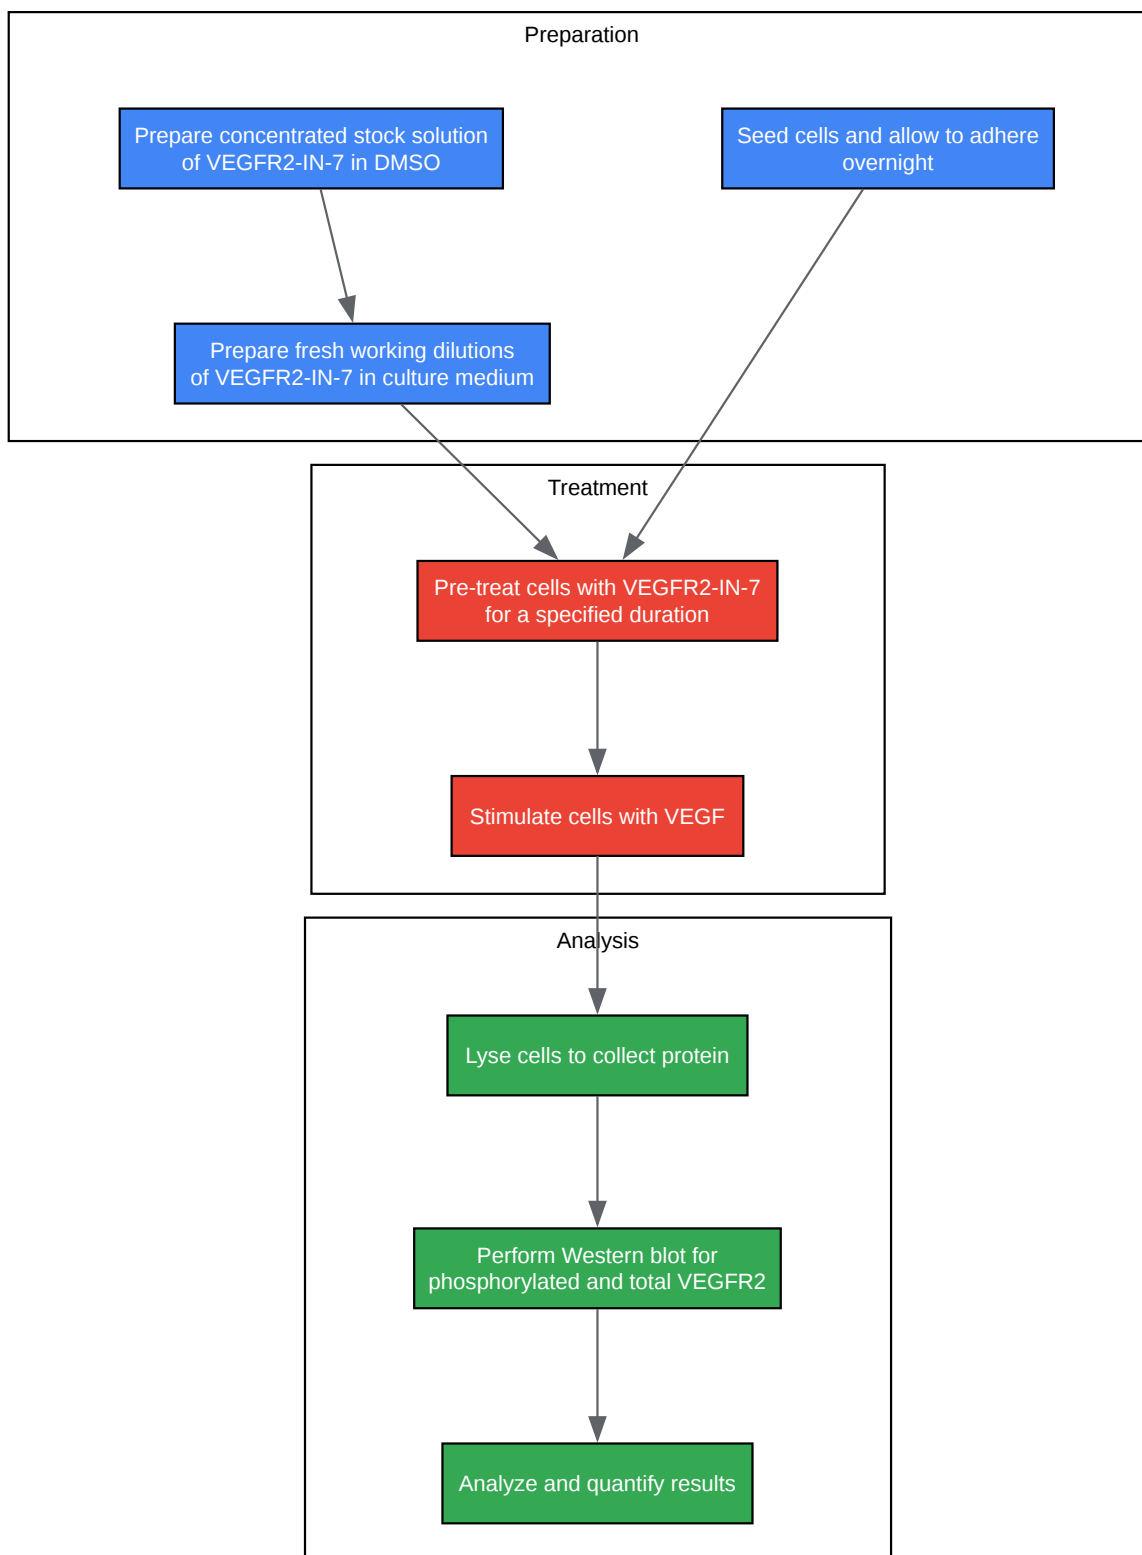 Preparation
Prepare concentrated stock solution
of VEGFR2-IN-7 in DMSO
Seed cells and allow to adhere
overnight
Prepare fresh working dilutions
of VEGFR2-IN-7 in culture medium
Treatment
Pre-treat cells with VEGFR2-IN-7
for a specified duration
Stimulate cells with VEGF
Analysis
Lyse cells to collect protein
Perform Western blot for
phosphorylated and total VEGFR2
Analyze and quantify results